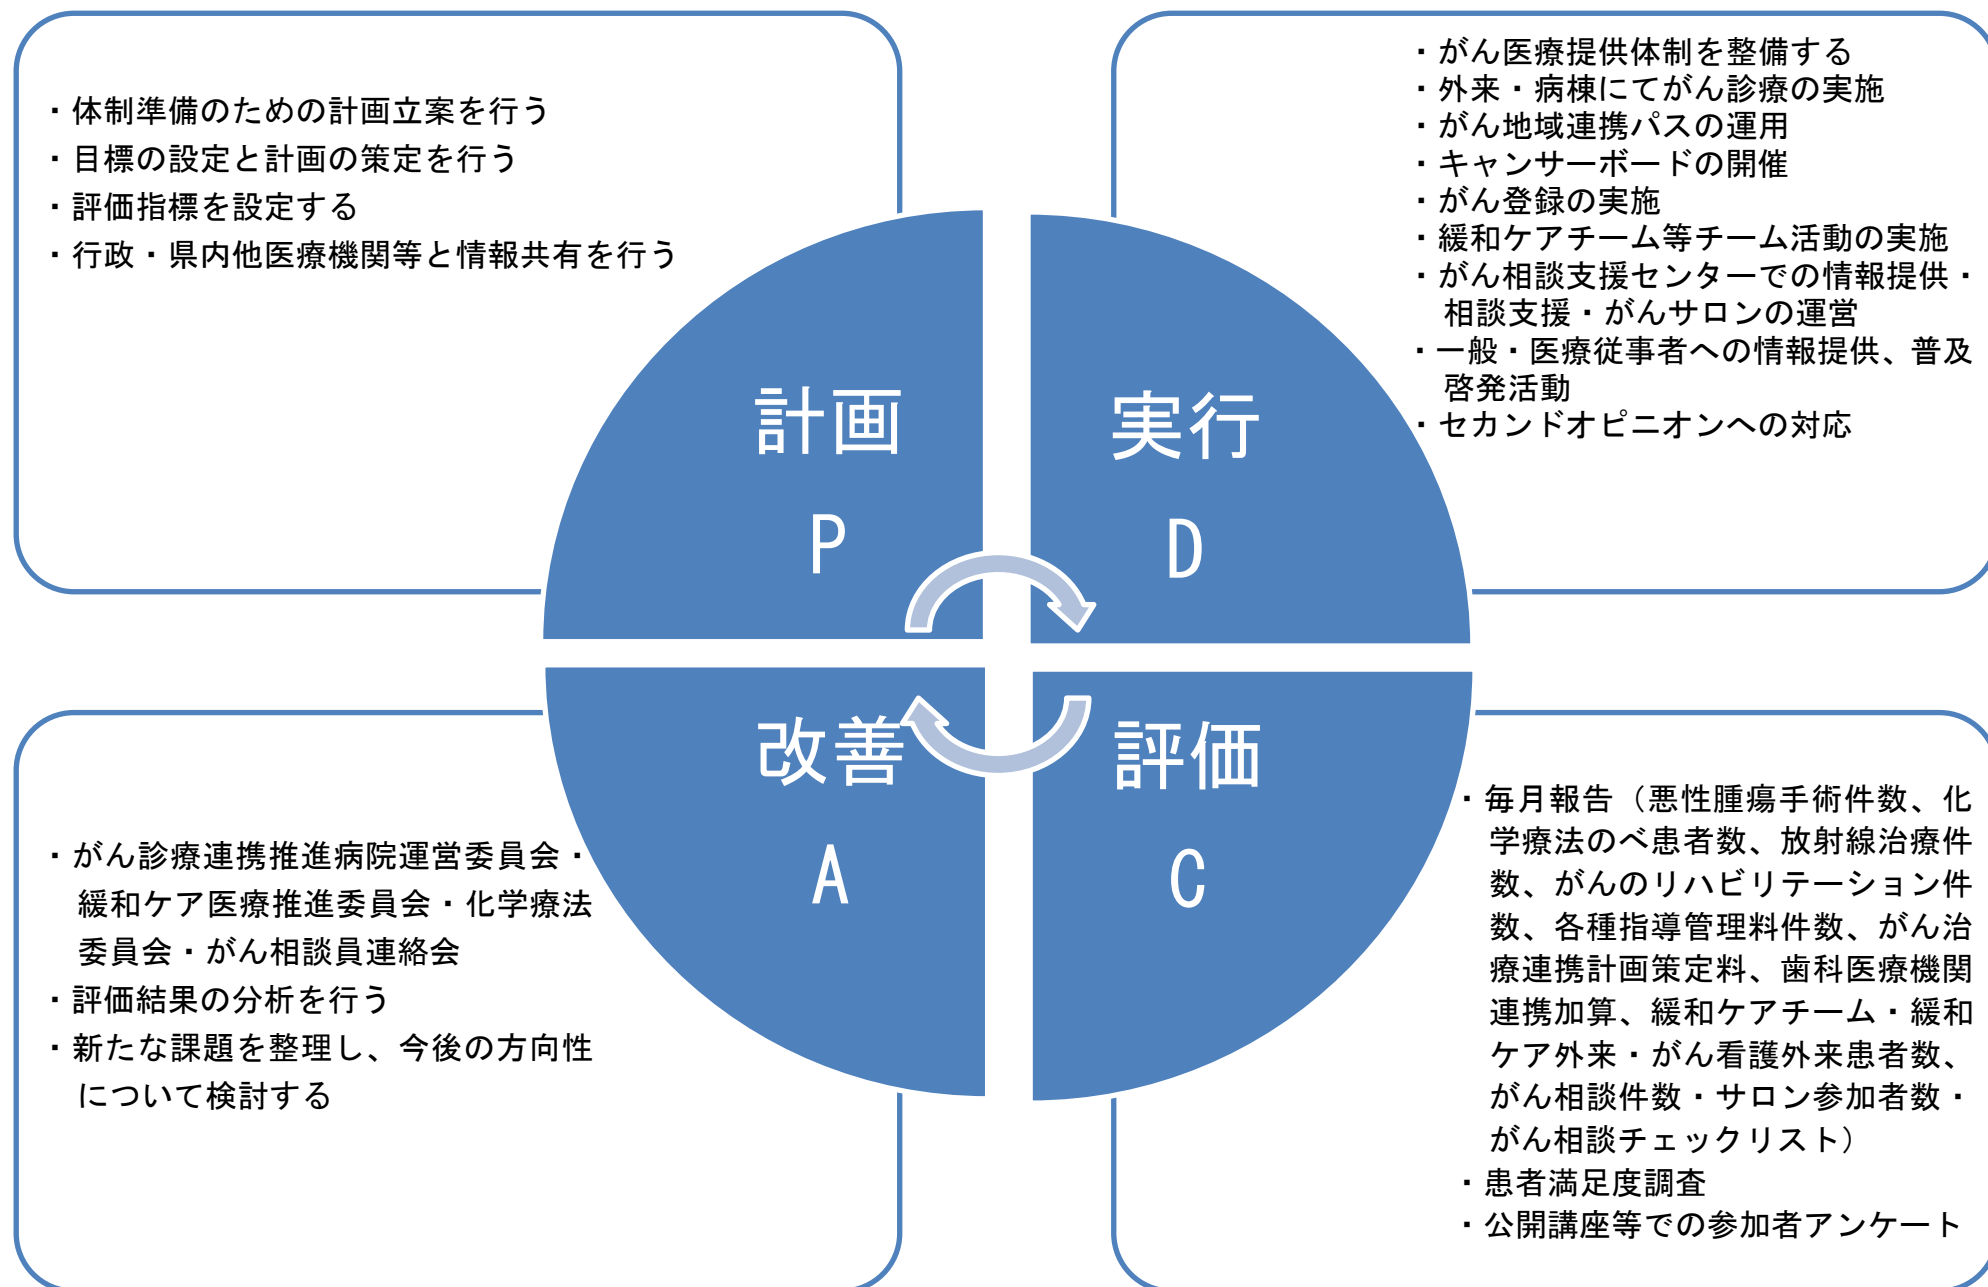 ・体制準備のための計画立案を行う
・目標の設定と計画の策定を行う
・評価指標を設定する
・行政・県内他医療機関等と情報共有を行う
計画
P
・がん医療提供体制を整備する
・外来・病棟にてがん診療の実施
・がん地域連携パスの運用
・キャンサーボードの開催
・がん登録の実施
・緩和ケアチーム等チーム活動の実施
・がん相談支援センターでの情報提供・
相談支援・がんサロンの運営
・一般・医療従事者への情報提供、普及
啓発活動
・セカンドオピニオンへの対応
実行
D
改善
A
・がん診療連携推進病院運営委員会・
緩和ケア医療推進委員会・化学療法
委員会・がん相談員連絡会
・評価結果の分析を行う
・新たな課題を整理し、今後の方向性
について検討する
評価
C
・毎月報告（悪性腫瘍手術件数、化
学療法のべ患者数、放射線治療件
数、がんのリハビリテーション件
数、各種指導管理料件数、がん治
療連携計画策定料、歯科医療機関
連携加算、緩和ケアチーム・緩和
ケア外来・がん看護外来患者数、
がん相談件数・サロン参加者数・
がん相談チェックリスト）
・患者満足度調査
・公開講座等での参加者アンケート